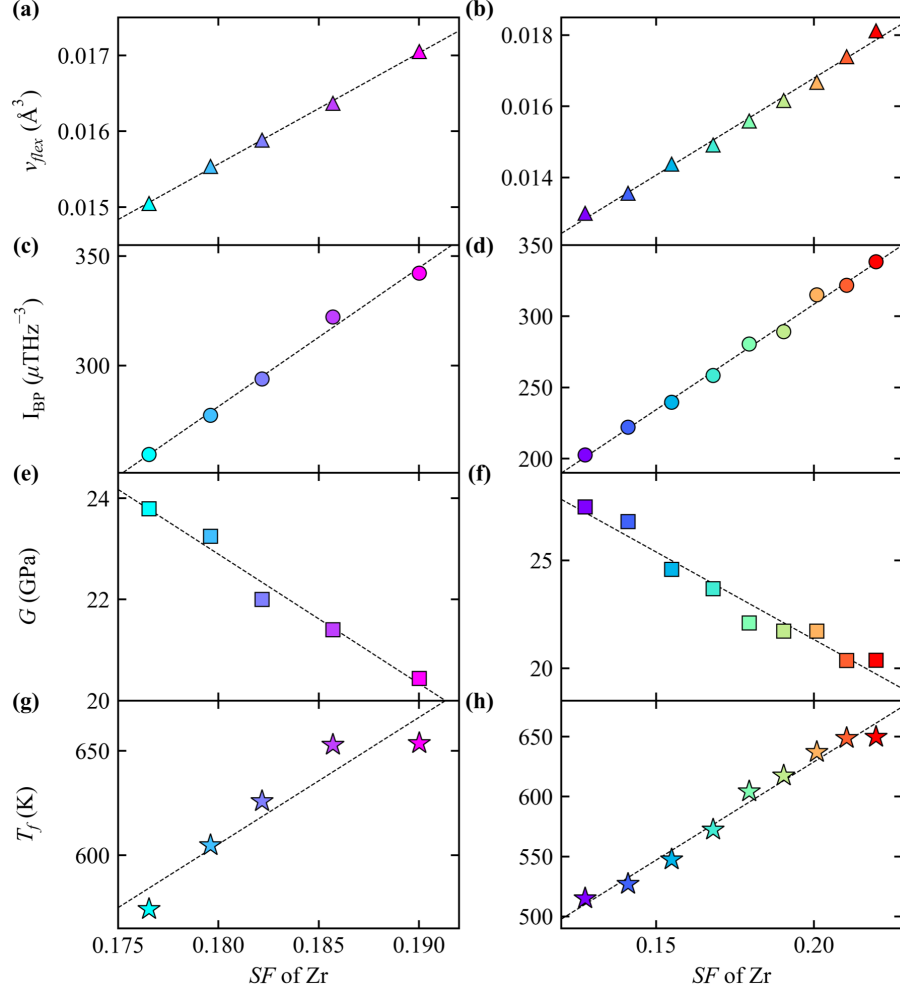 (a)
(b)
0.017
0.016
0.015
v_flex (Å^3)
0.018
0.016
0.014
(c)
(d)
350
300
I_BP (μTHz^−3)
350
300
250
200
(e)
(f)
24
22
20
G (GPa)
25
20
(g)
(h)
650
600
T_f (K)
650
600
550
500
0.175 0.180 0.185 0.190
0.15 0.20
SF of Zr
SF of Zr